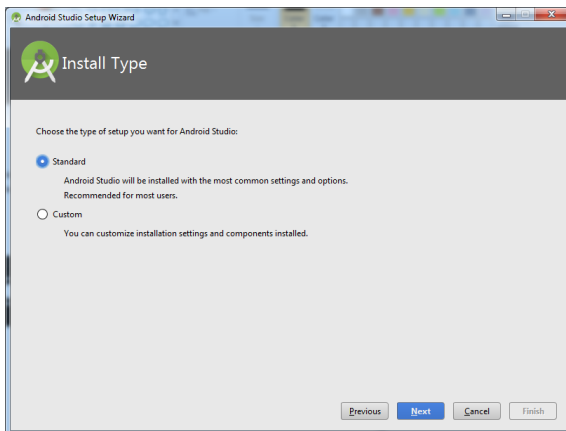 Android Studio Setup Wizard
Install Type
Choose the type of setup you want for Android Studio:
Standard
Android Studio will be installed with the most common settings and options.
Recommended for most users.
Custom
You can customize installation settings and components installed.
Previous
Next
Cancel
Finish